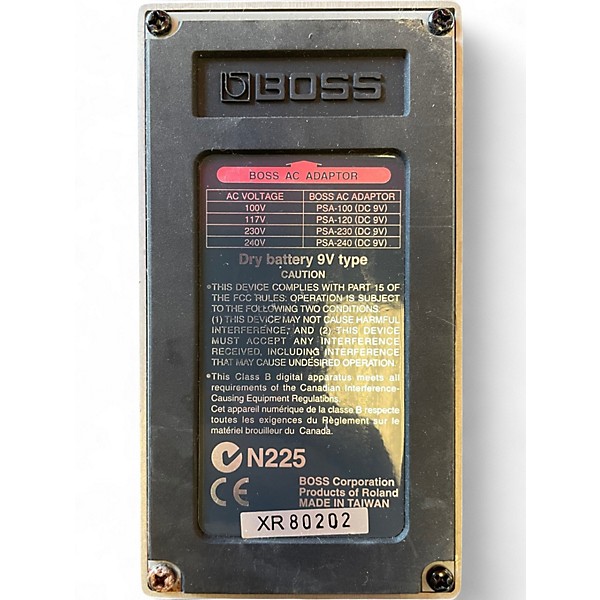 BOSS
BOSS AC ADAPTOR
AC VOLTAGE BOSS AC ADAPTOR
100V PSA-100 (DC 9V)
117V PSA-120 (DC 9V)
230V PSA-230 (DC 9V)
240V PSA-240 (DC 9V)
Dry battery 9V type
CAUTION
•THIS DEVICE COMPLIES WITH PART 15 OF
THE FCC RULES. OPERATION IS SUBJECT
TO THE FOLLOWING TWO CONDITIONS:
(1) THIS DEVICE MAY NOT CAUSE HARMFUL
INTERFERENCE, AND (2) THIS DEVICE
MUST ACCEPT ANY INTERFERENCE
RECEIVED, INCLUDING INTERFERENCE
THAT MAY CAUSE UNDESIRED OPERATION.
•This Class B digital apparatus meets all
requirements of the Canadian Interference-
Causing Equipment Regulations.
Cet appareil numérique de la classe B respecte
toutes les exigences du Règlement sur le
matériel brouilleur du Canada.
N225
CE
BOSS Corporation
Products of Roland
MADE IN TAIWAN
XR80202